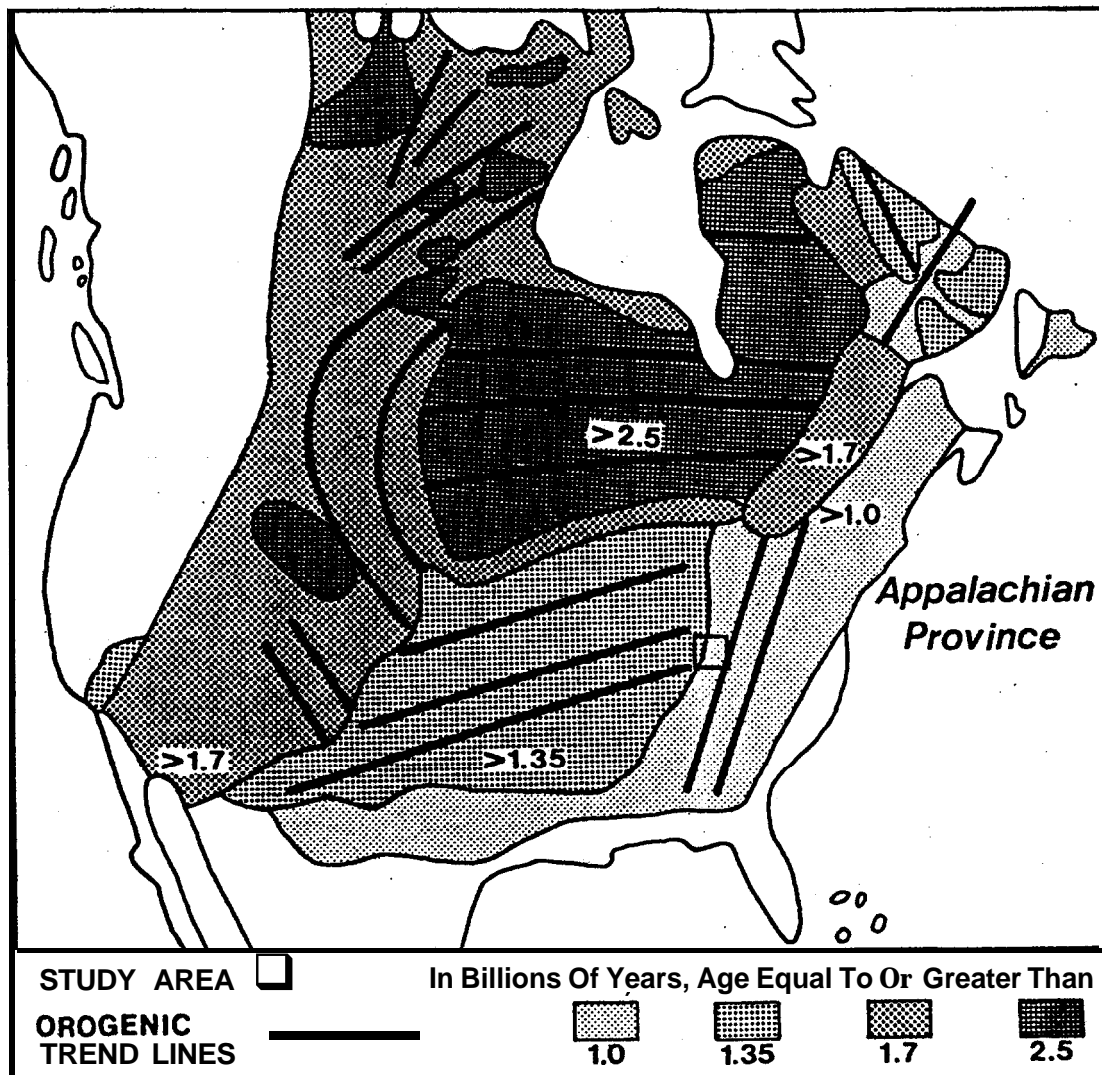 >2.5
>1.7
>1.0
Appalachian
Province
>1.7
>1.35
STUDY AREA
In Billions Of Years, Age Equal To Or Greater Than
OROGENIC
TREND LINES
1.0
1.35
1.7
2.5